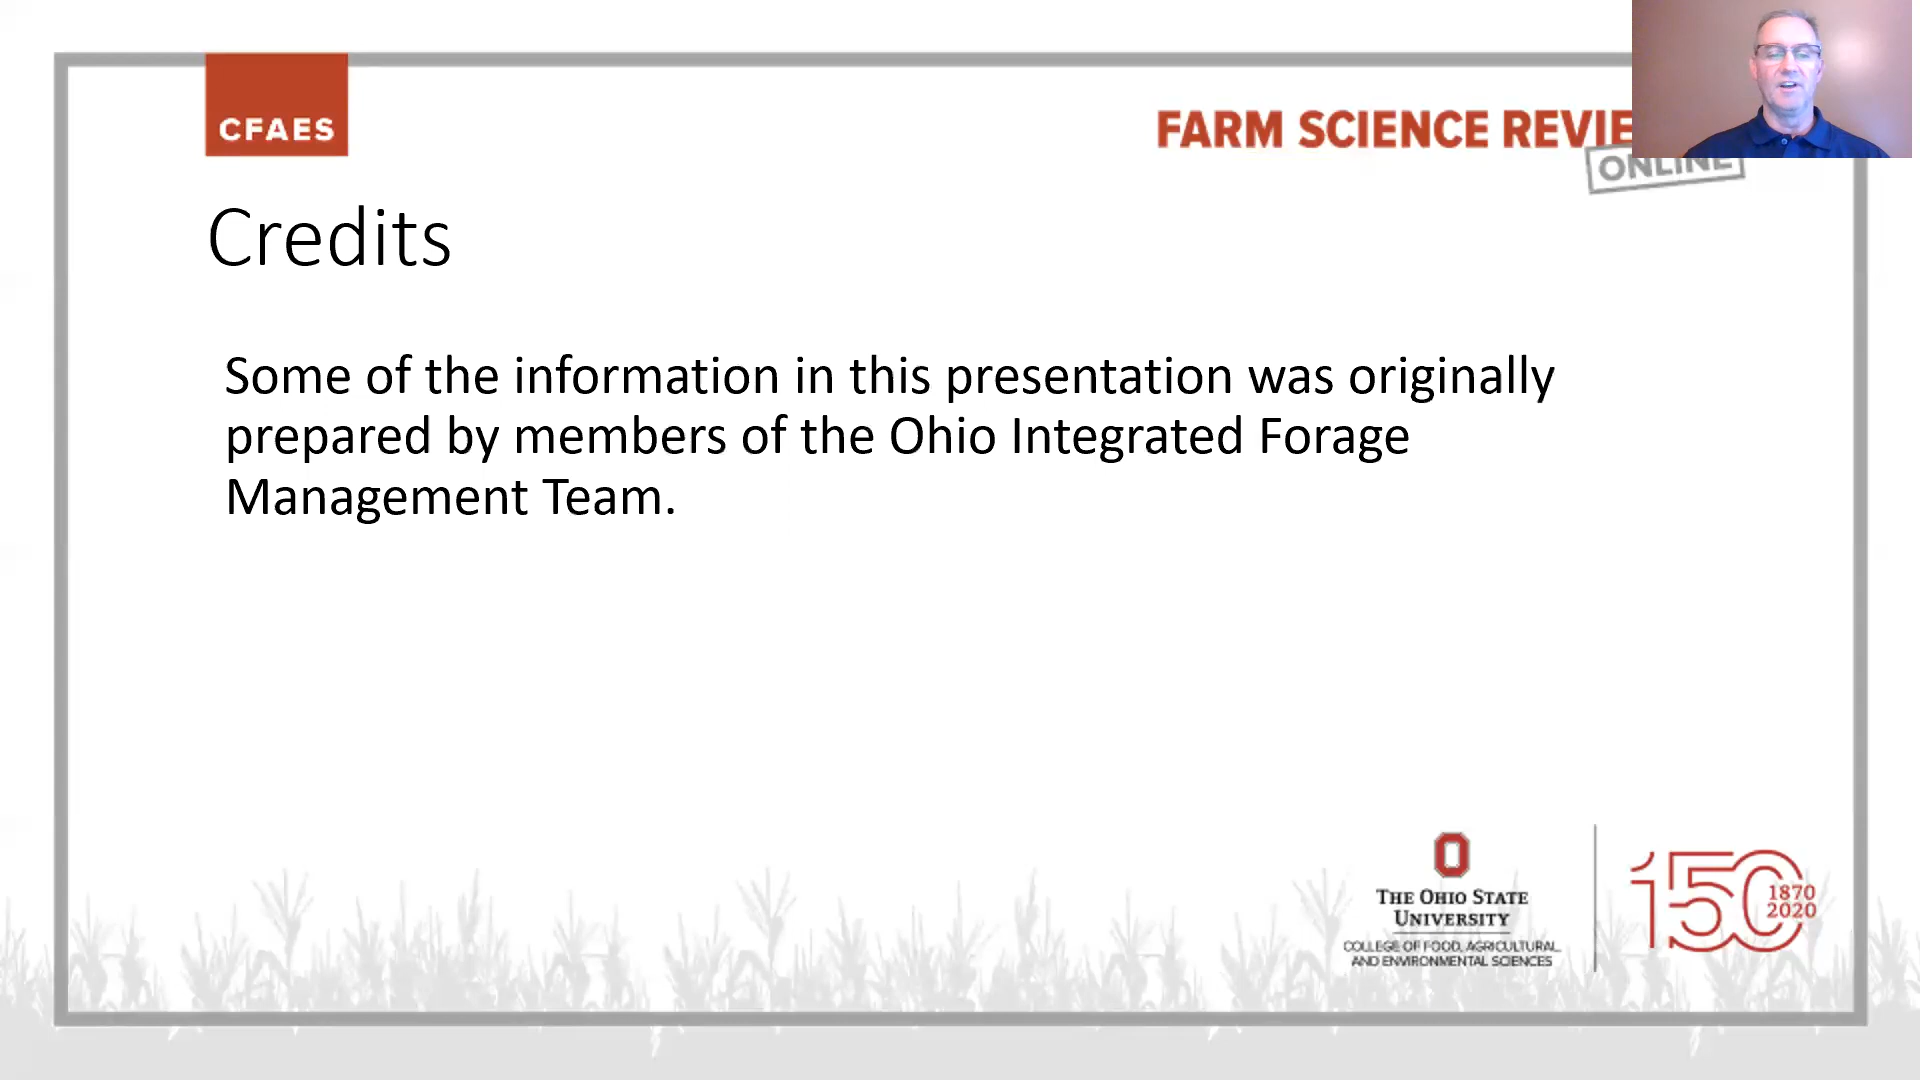 CFAES
FARM SCIENCE REVIE
ONLINE
Credits
Some of the information in this presentation was originally
prepared by members of the Ohio Integrated Forage
Management Team.
THE OHIO STATE
UNIVERSITY
COLLEGE OF FOOD, AGRICULTURAL,
AND ENVIRONMENTAL SCIENCES
150
1870
2020